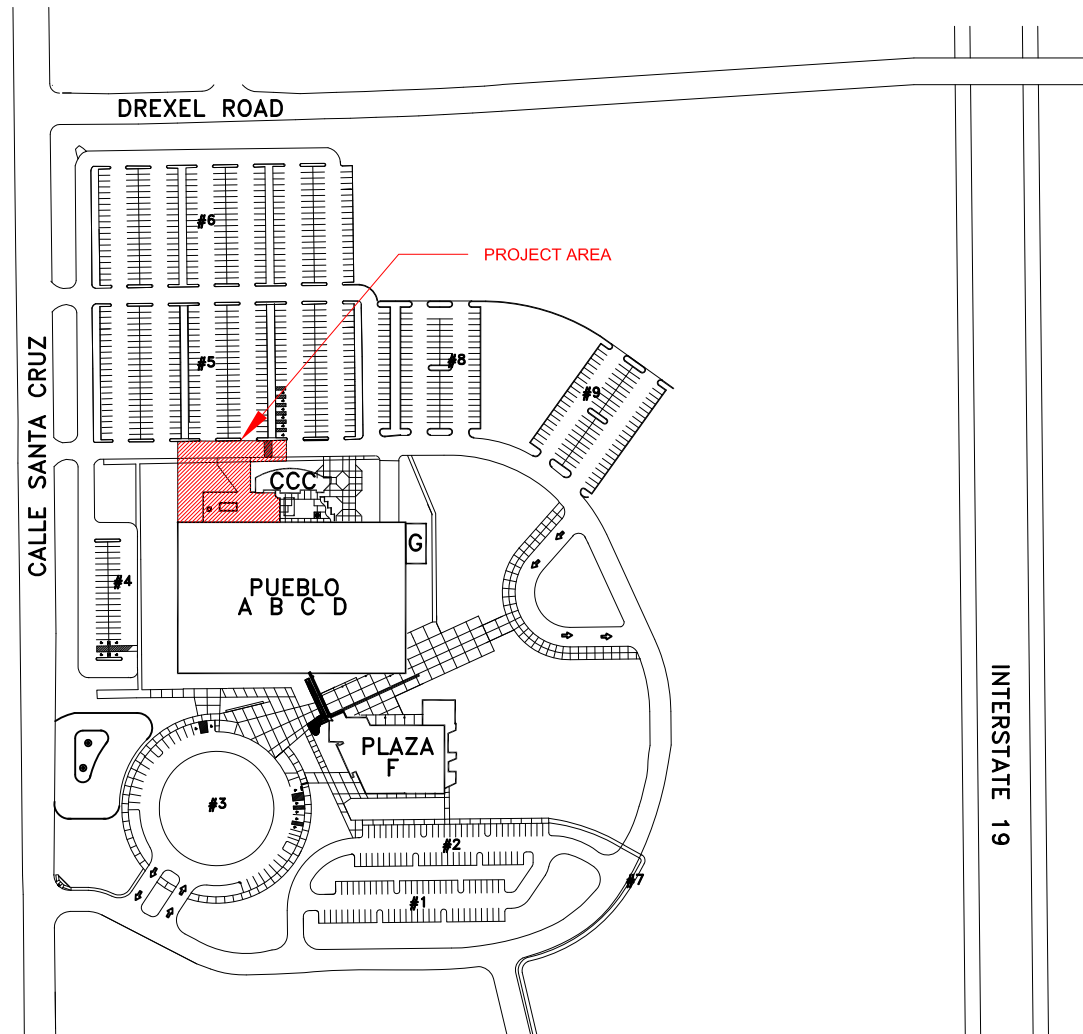 DREXEL ROAD
#6
PROJECT AREA
CALLE SANTA CRUZ
#5
#8
#9
CCC
G
#4
PUEBLO
A B C D
INTERSTATE 19
PLAZA
F
#3
#2
#7
#1